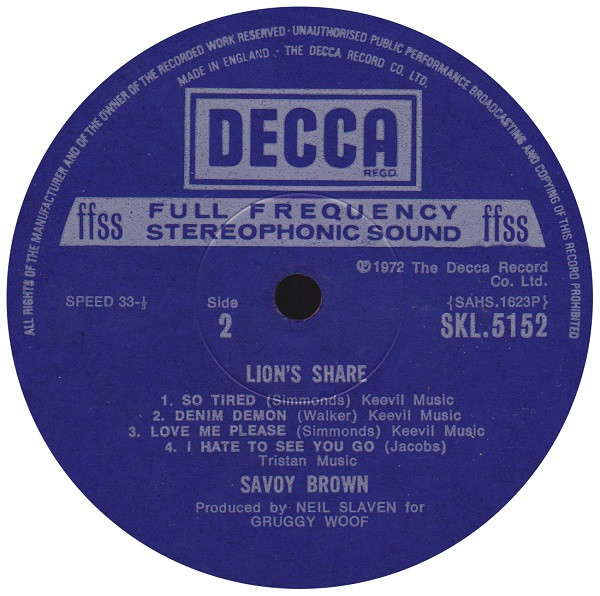 ALL RIGHTS OF THE MANUFACTURER AND OF THE OWNER OF THE RECORDED WORK RESERVED · UNAUTHORISED PUBLIC PERFORMANCE BROADCASTING AND COPYING OF THIS RECORD PROHIBITED
MADE IN ENGLAND · THE DECCA RECORD CO. LTD.
DECCA
REGD.
ffss FULL FREQUENCY ffss
STEREOPHONIC SOUND
Ⓟ1972 The Decca Record
Co. Ltd.
SPEED 33-⅓ Side {SAHS.1623P}
2 SKL.5152
LION'S SHARE
1. SO TIRED (Simmonds) Keevil Music
2. DENIM DEMON (Walker) Keevil Music
3. LOVE ME PLEASE (Simmonds) Keevil Music
4. I HATE TO SEE YOU GO (Jacobs)
Tristan Music
SAVOY BROWN
Produced by NEIL SLAVEN for
GRUGGY WOOF